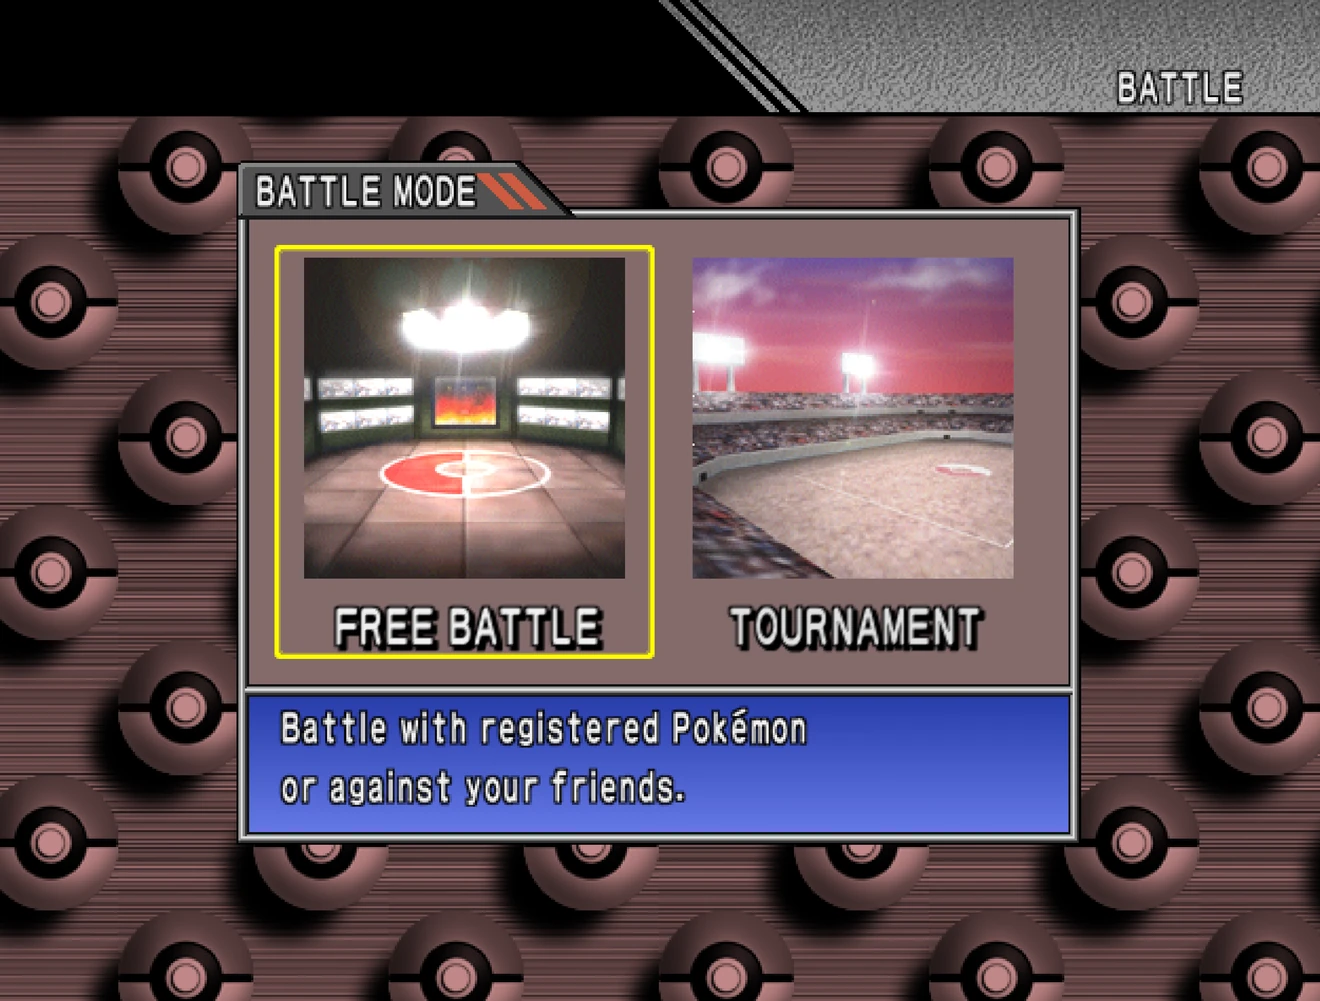 BATTLE
BATTLE MODE
FREE BATTLE
TOURNAMENT
Battle with registered Pokémon
or against your friends.